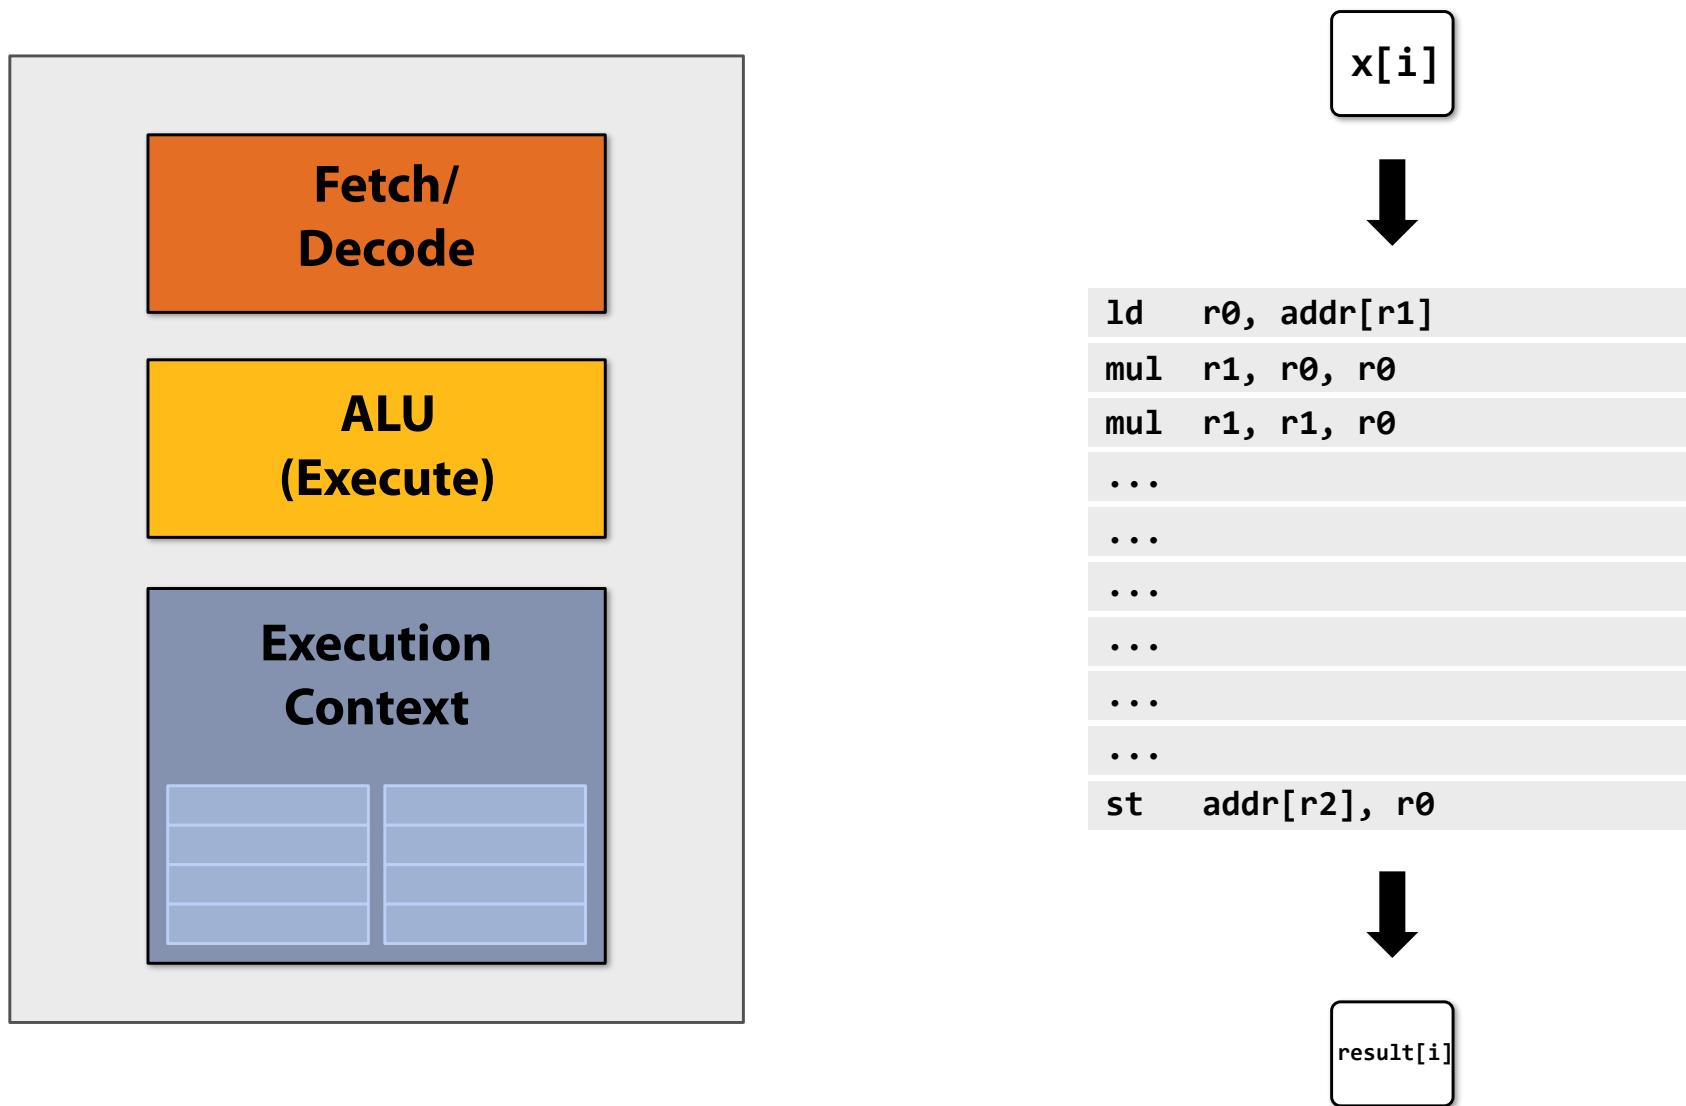 Fetch/
Decode
ALU
(Execute)
Execution
Context
x[i]
ld r0, addr[r1]
mul r1, r0, r0
mul r1, r1, r0
...
...
...
...
...
...
st addr[r2], r0
result[i]